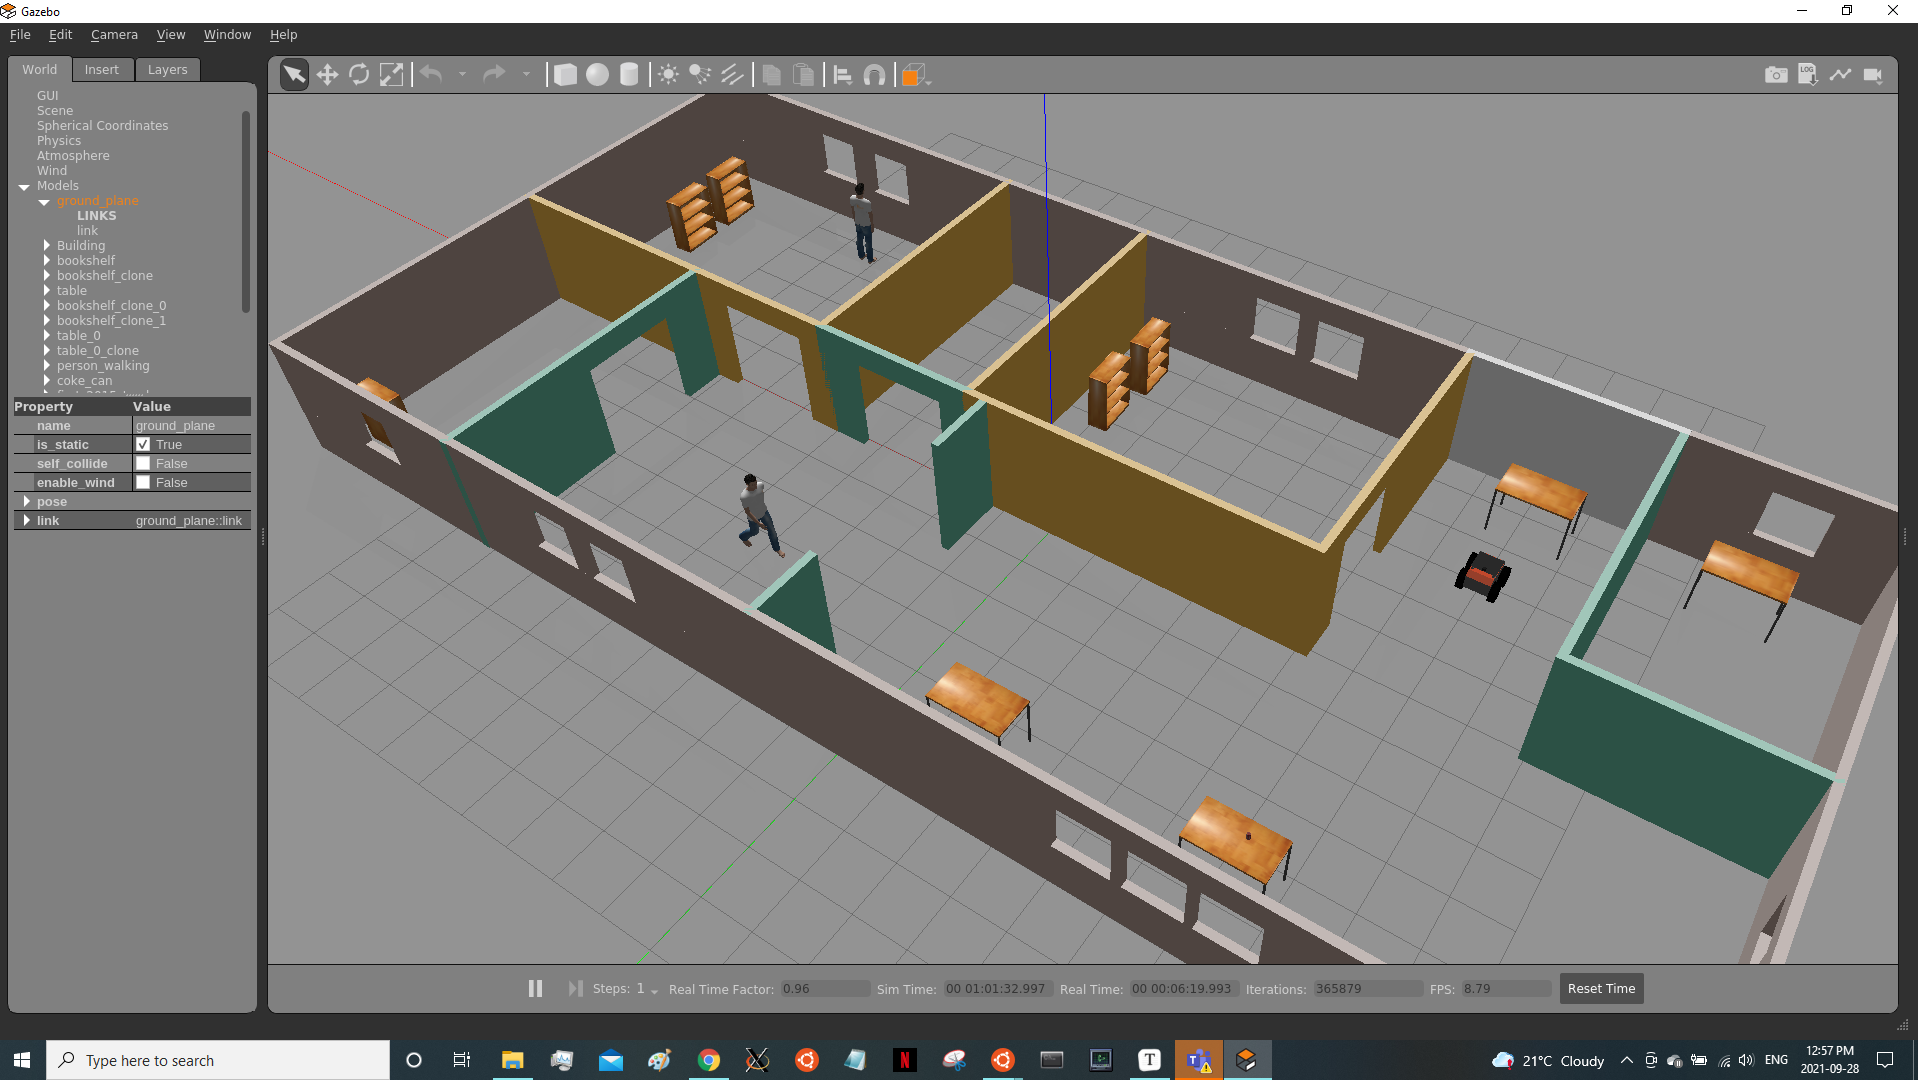 Gazebo
File Edit Camera View Window Help
World Insert Layers
GUI
Scene
Spherical Coordinates
Physics
Atmosphere
Wind
Models
ground_plane
LINKS
link
Building
bookshelf
bookshelf_clone
table
bookshelf_clone_0
bookshelf_clone_1
table_0
table_0_clone
person_walking
coke_can
Property Value
name ground_plane
is_static True
self_collide False
enable_wind False
pose
link ground_plane::link
LOG
Steps: 1 Real Time Factor: 0.96 Sim Time: 00 01:01:32.997 Real Time: 00 00:06:19.993 Iterations: 365879 FPS: 8.79 Reset Time
Type here to search
N
T
21°C Cloudy
ENG
12:57 PM
2021-09-28